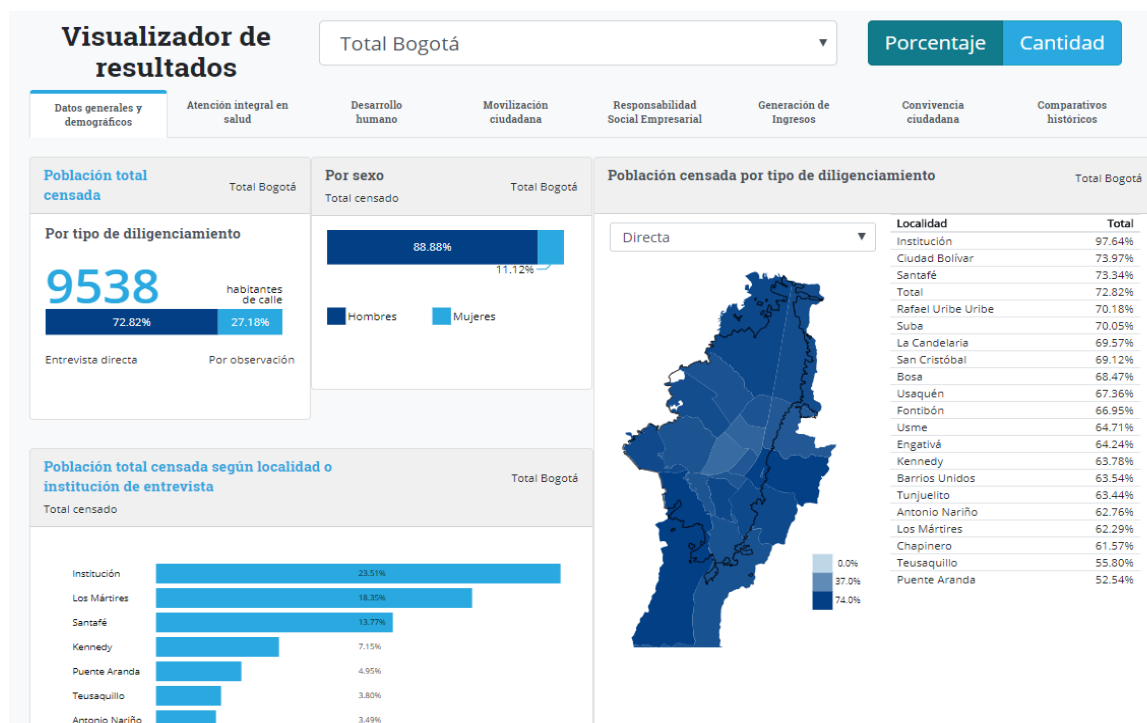 Visualizador de
resultados
Total Bogotá
Porcentaje
Cantidad
Datos generales y
demográficos
Atención integral en
salud
Desarrollo
humano
Movilización
ciudadana
Responsabilidad
Social Empresarial
Generación de
Ingresos
Convivencia
ciudadana
Comparativos
históricos
Población total
censada
Total Bogotá
Por tipo de diligenciamiento
9538
habitantes
de calle
72.82%
27.18%
Entrevista directa
Por observación
Por sexo
Total censado
Total Bogotá
88.88%
11.12%
Hombres
Mujeres
Población censada por tipo de diligenciamiento
Total Bogotá
Directa
0.0%
37.0%
74.0%
Localidad Total
Institución 97.64%
Ciudad Bolívar 73.97%
Santafé 73.34%
Total 72.82%
Rafael Uribe Uribe 70.18%
Suba 70.05%
La Candelaria 69.57%
San Cristóbal 69.12%
Bosa 68.47%
Usaquén 67.36%
Fontibón 66.95%
Usme 64.71%
Engativá 64.24%
Kennedy 63.78%
Barrios Unidos 63.54%
Tunjuelito 63.44%
Antonio Nariño 62.76%
Los Mártires 62.29%
Chapinero 61.57%
Teusaquillo 55.80%
Puente Aranda 52.54%
Población total censada según localidad o
institución de entrevista
Total Bogotá
Total censado
Institución 23.51%
Los Mártires 18.35%
Santafé 13.77%
Kennedy 7.15%
Puente Aranda 4.95%
Teusaquillo 3.80%
Antonio Nariño 3.49%